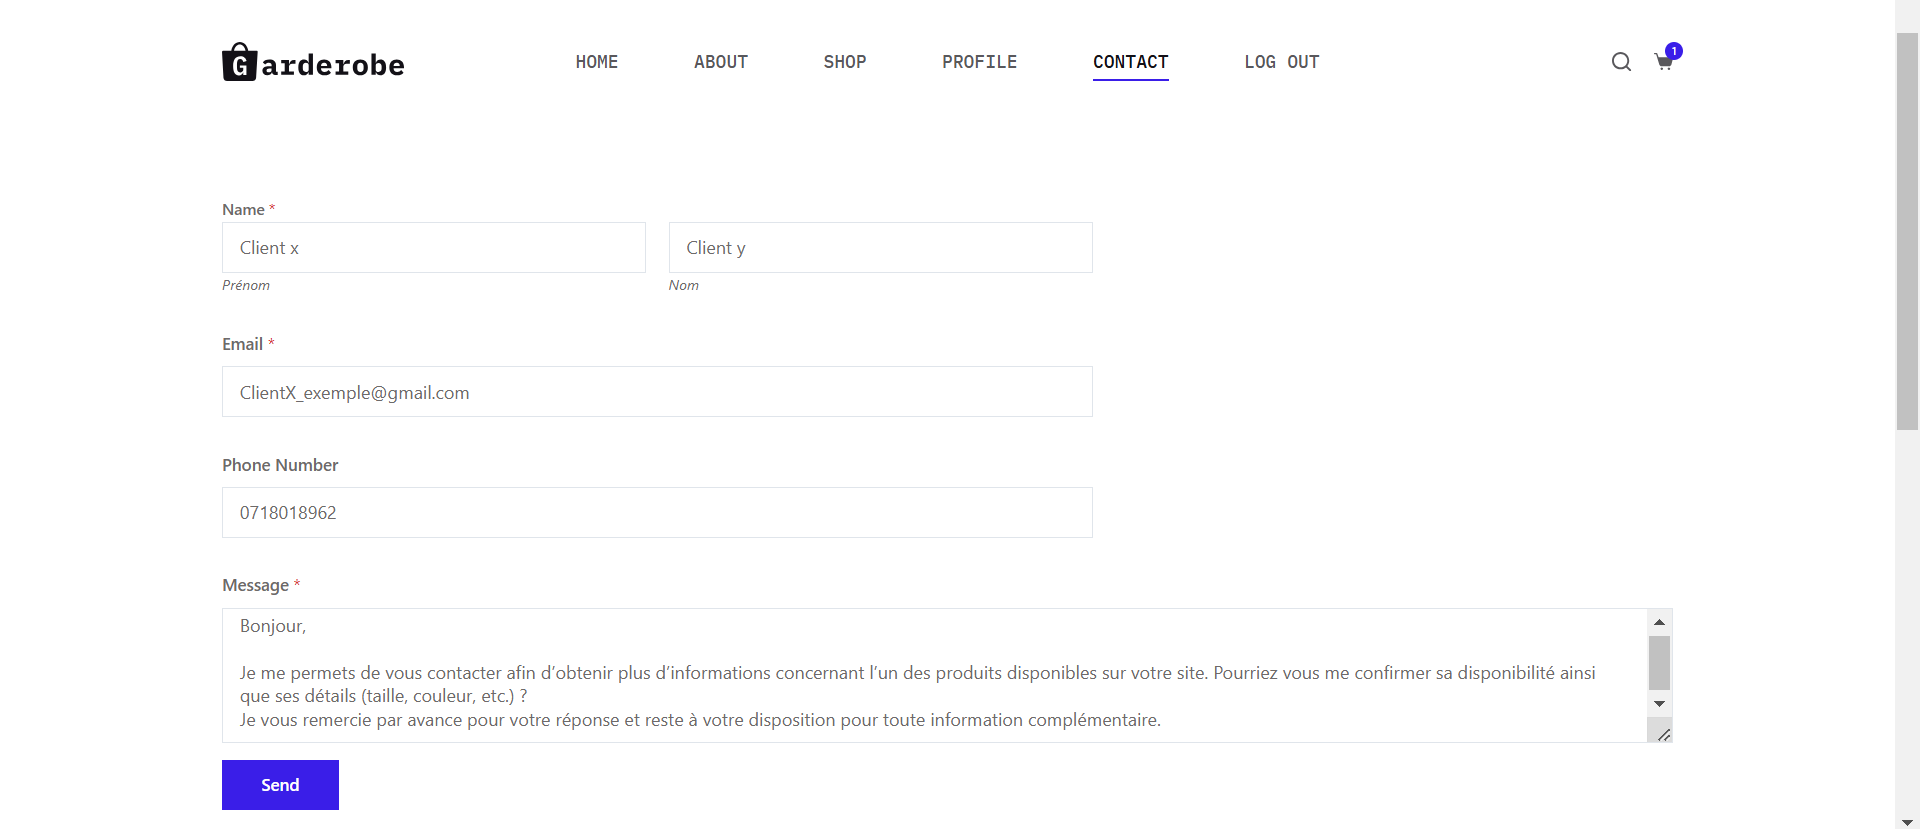 Garderobe
HOME ABOUT SHOP PROFILE CONTACT LOG OUT 1
Name *
Client x Client y
Prénom Nom
Email *
ClientX_exemple@gmail.com
Phone Number
0718018962
Message *
Bonjour,
Je me permets de vous contacter afin d’obtenir plus d’informations concernant l’un des produits disponibles sur votre site. Pourriez vous me confirmer sa disponibilité ainsi
que ses détails (taille, couleur, etc.) ?
Je vous remercie par avance pour votre réponse et reste à votre disposition pour toute information complémentaire.
Send